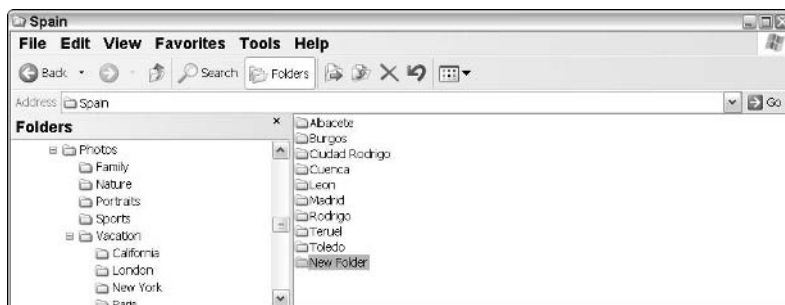 Spain
File Edit View Favorites Tools Help
Back Search Folders
Address Spain Go
Folders
Photos
Family
Nature
Portraits
Sports
Vacation
California
London
New York
Paris
Albacete
Burgos
Ciudad Rodrigo
Cuenca
Leon
Madrid
Rodrigo
Teruel
Toledo
New Folder